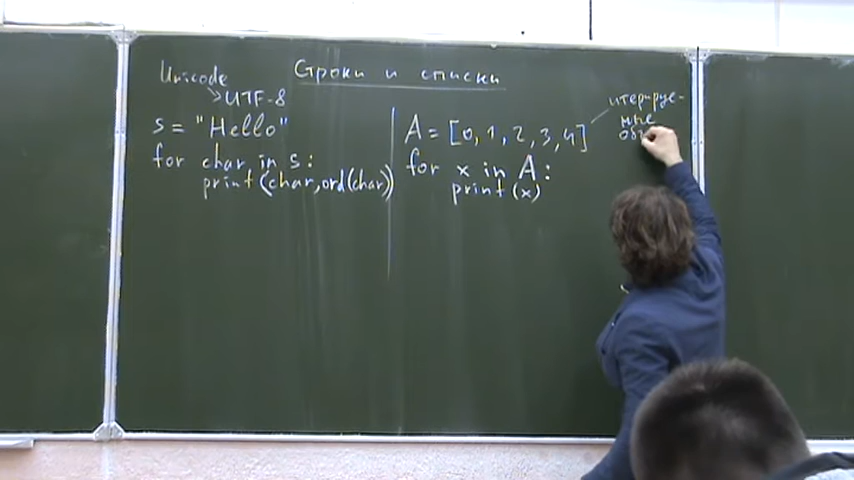 Строки и списки
Unicode
UTF-8
s = "Hello"
for char in s:
print(char,ord(char))
A = [0, 1, 2, 3, 4]
for x in A:
print(x)
итерируе-
мые